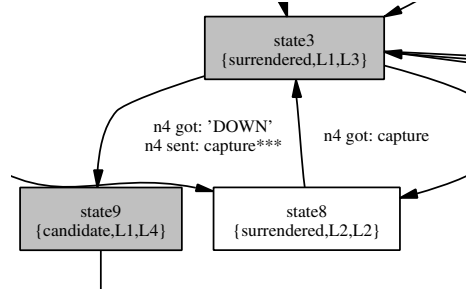 state3
{surrendered,L1,L3}
n4 got: 'DOWN'
n4 sent: capture***
n4 got: capture
state9
{candidate,L1,L4}
state8
{surrendered,L2,L2}